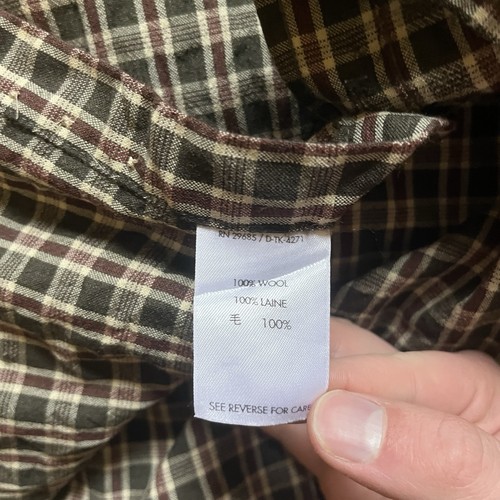 RN 29685 / D-TK-4271
100% WOOL
100% LAINE
毛 100%
SEE REVERSE FOR CARE